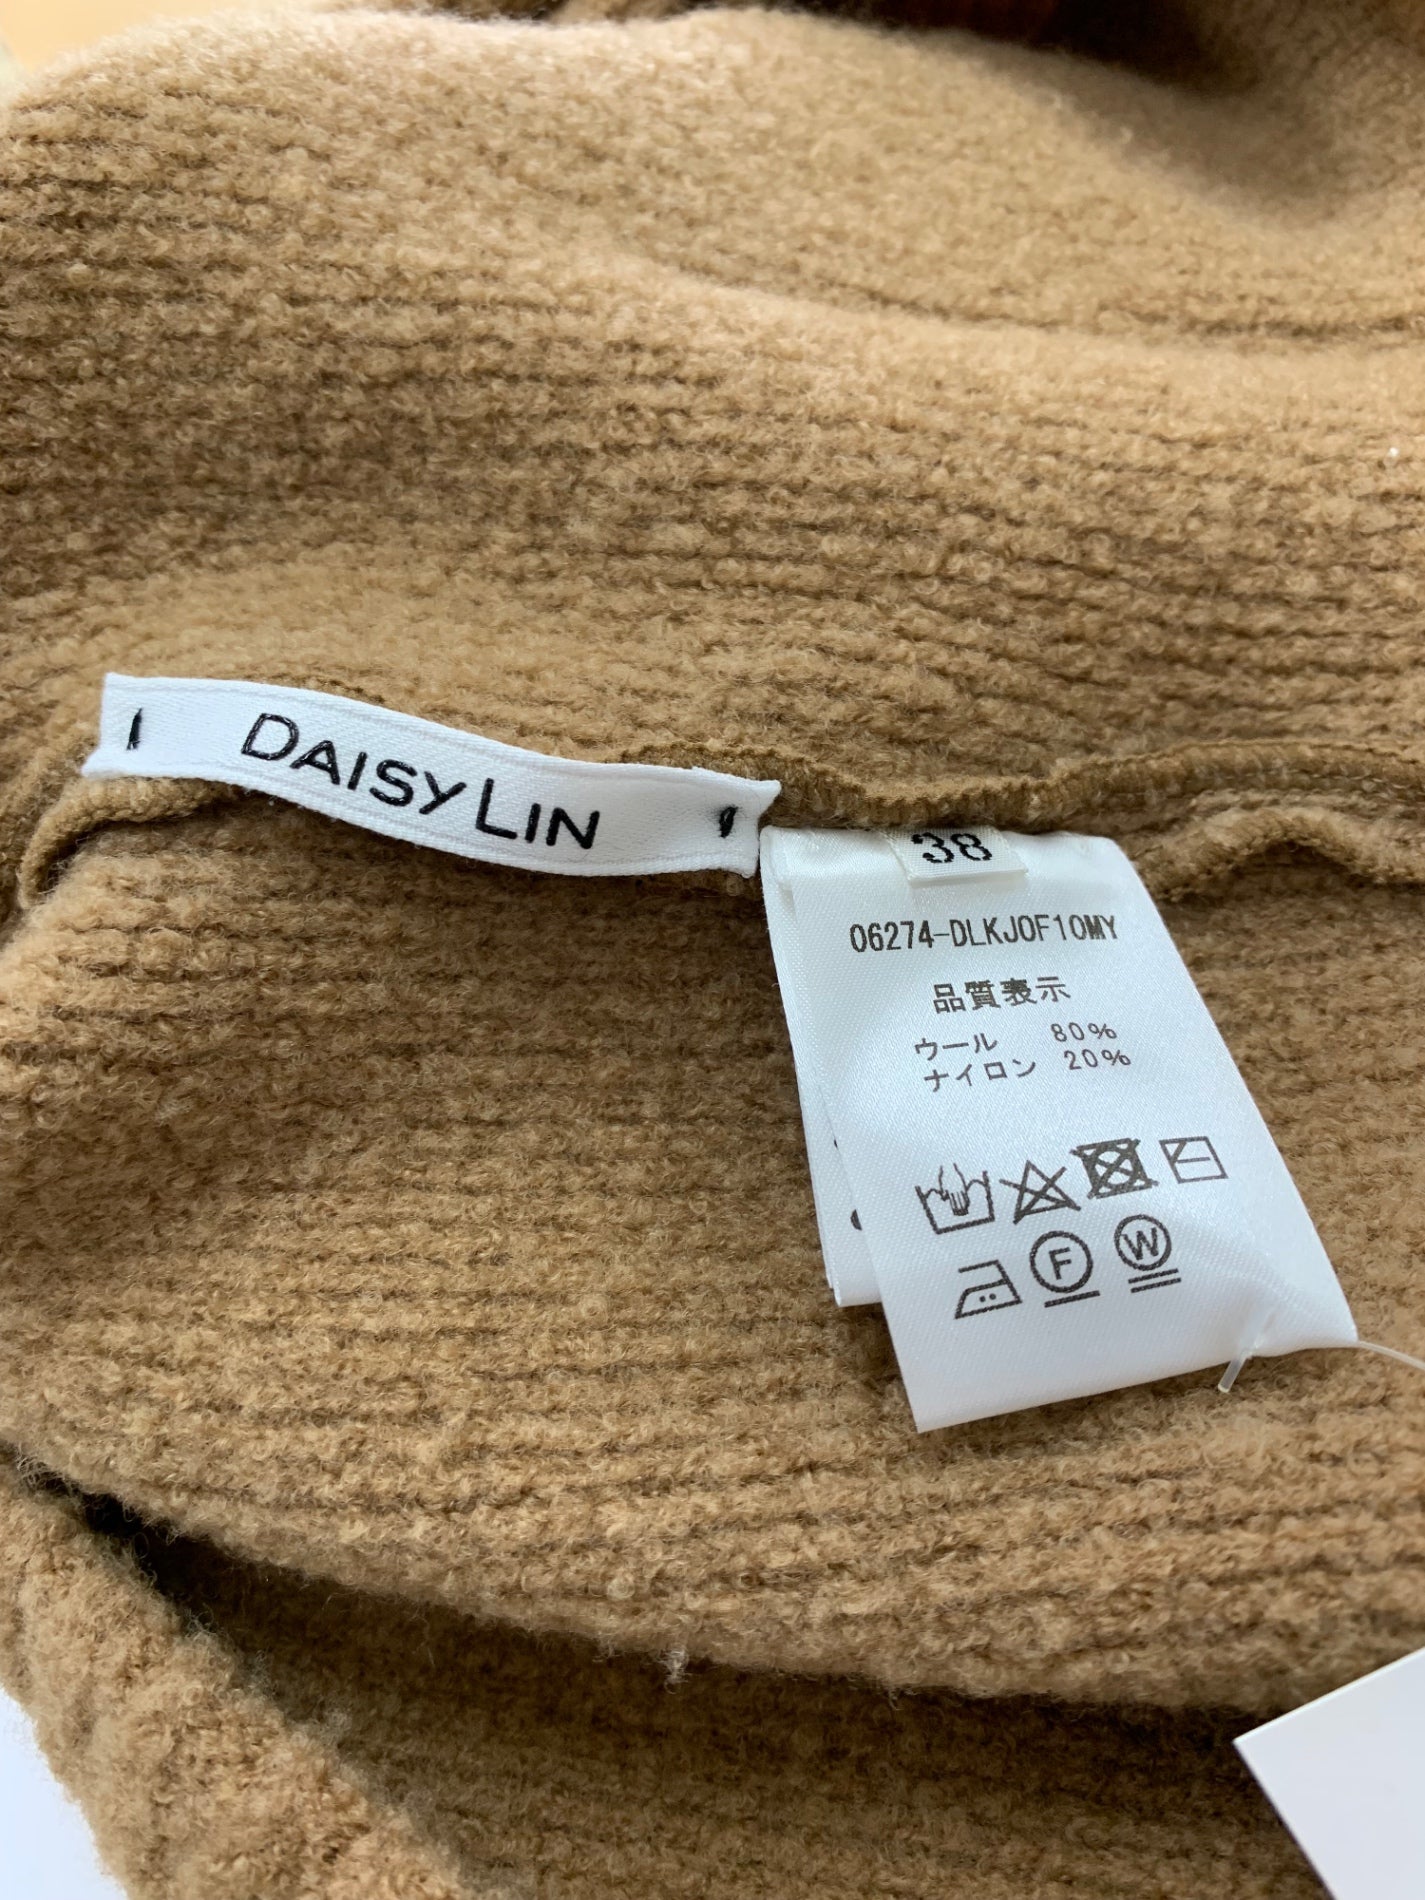 DAISY LIN
38
06274-DLKJOF10MY
品質表示
ウール 80%
ナイロン 20%
F W